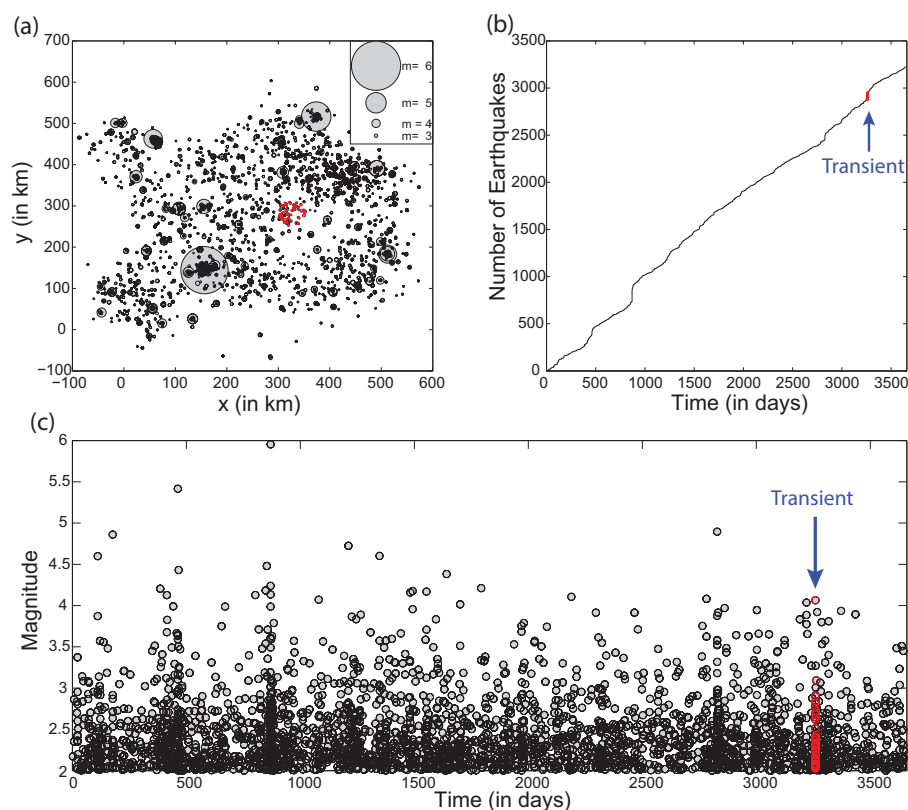 (a)
700
600
500
400
300
200
100
0
−100
−100 0 100 200 300 400 500 600
y (in km)
x (in km)
m= 6
m= 5
m = 4
m= 3
(b)
3500
3000
2500
2000
1500
1000
500
0
0 500 1000 1500 2000 2500 3000 3500
Number of Earthquakes
Time (in days)
Transient
(c)
6
5.5
5
4.5
4
3.5
3
2.5
2
0 500 1000 1500 2000 2500 3000 3500
Magnitude
Time (in days)
Transient